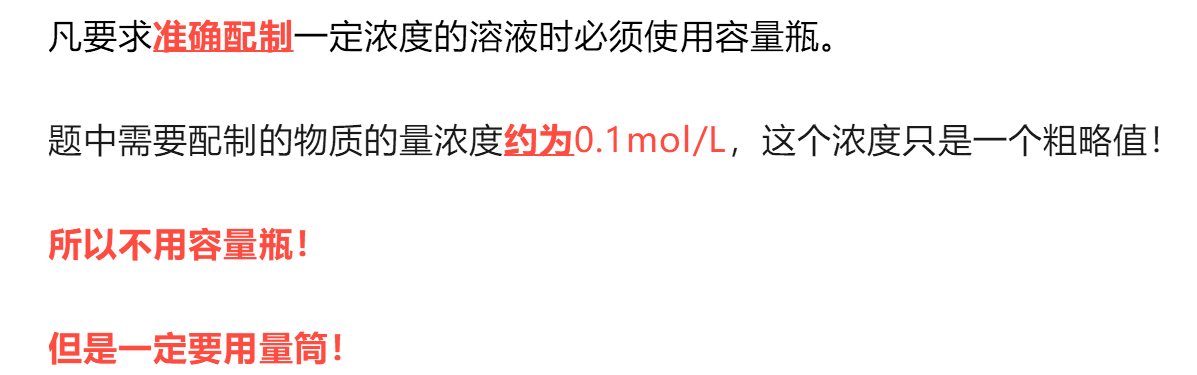 凡要求准确配制一定浓度的溶液时必须使用容量瓶。
题中需要配制的物质的量浓度约为0.1mol/L，这个浓度只是一个粗略值！
所以不用容量瓶！
但是一定要用量筒！